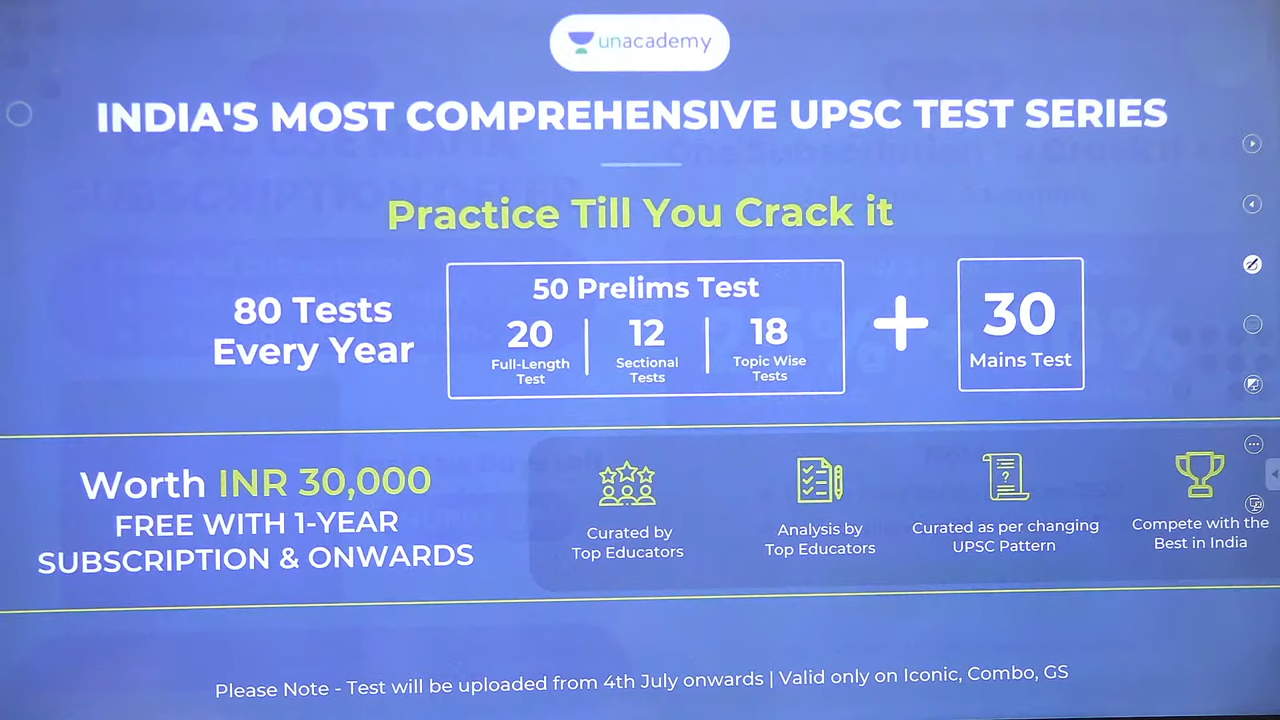 unacademy
INDIA'S MOST COMPREHENSIVE UPSC TEST SERIES
Practice Till You Crack it
80 Tests
Every Year
50 Prelims Test
20
Full-Length
Test
12
Sectional
Tests
18
Topic Wise
Tests
+
30
Mains Test
Worth INR 30,000
FREE WITH 1-YEAR
SUBSCRIPTION & ONWARDS
Curated by
Top Educators
Analysis by
Top Educators
?
Curated as per changing
UPSC Pattern
Compete with the
Best in India
Please Note - Test will be uploaded from 4th July onwards | Valid only on Iconic, Combo, GS